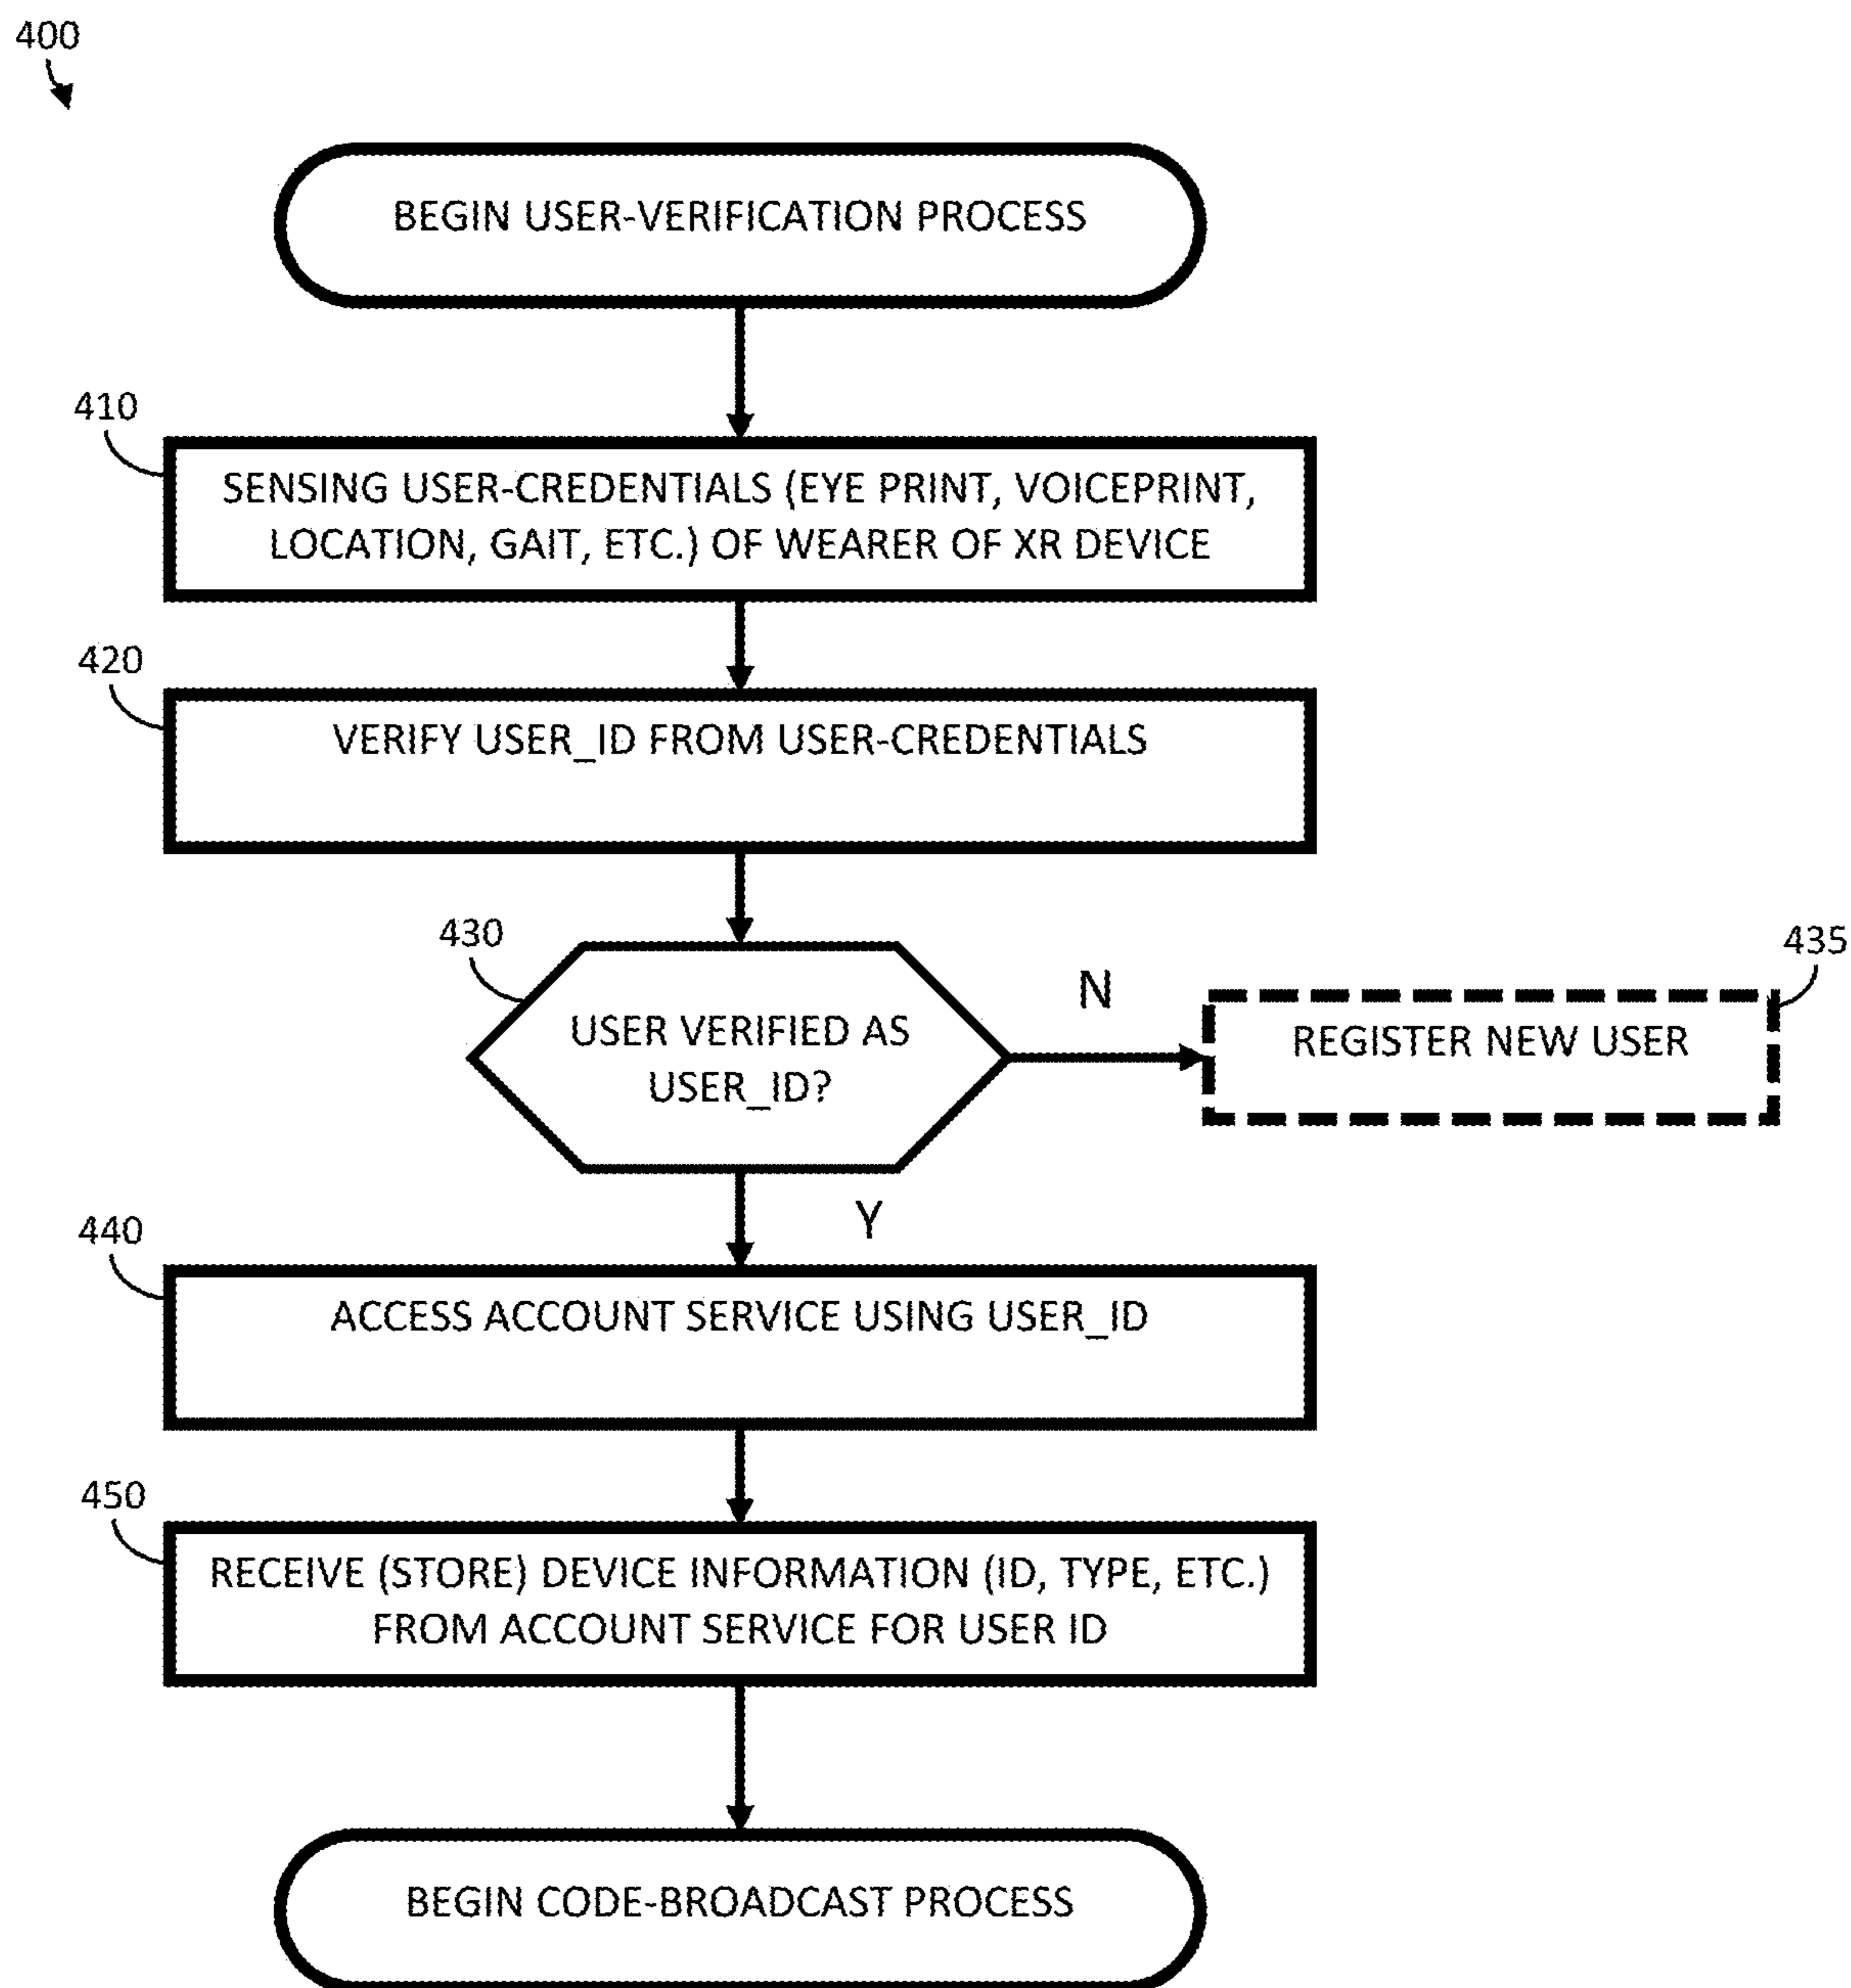 400
BEGIN USER-VERIFICATION PROCESS
410
SENSING USER-CREDENTIALS (EYE PRINT, VOICEPRINT,
LOCATION, GAIT, ETC.) OF WEARER OF XR DEVICE
420
VERIFY USER_ID FROM USER-CREDENTIALS
430
USER VERIFIED AS
USER_ID?
N
435
REGISTER NEW USER
Y
440
ACCESS ACCOUNT SERVICE USING USER_ID
450
RECEIVE (STORE) DEVICE INFORMATION (ID, TYPE, ETC.)
FROM ACCOUNT SERVICE FOR USER ID
BEGIN CODE-BROADCAST PROCESS